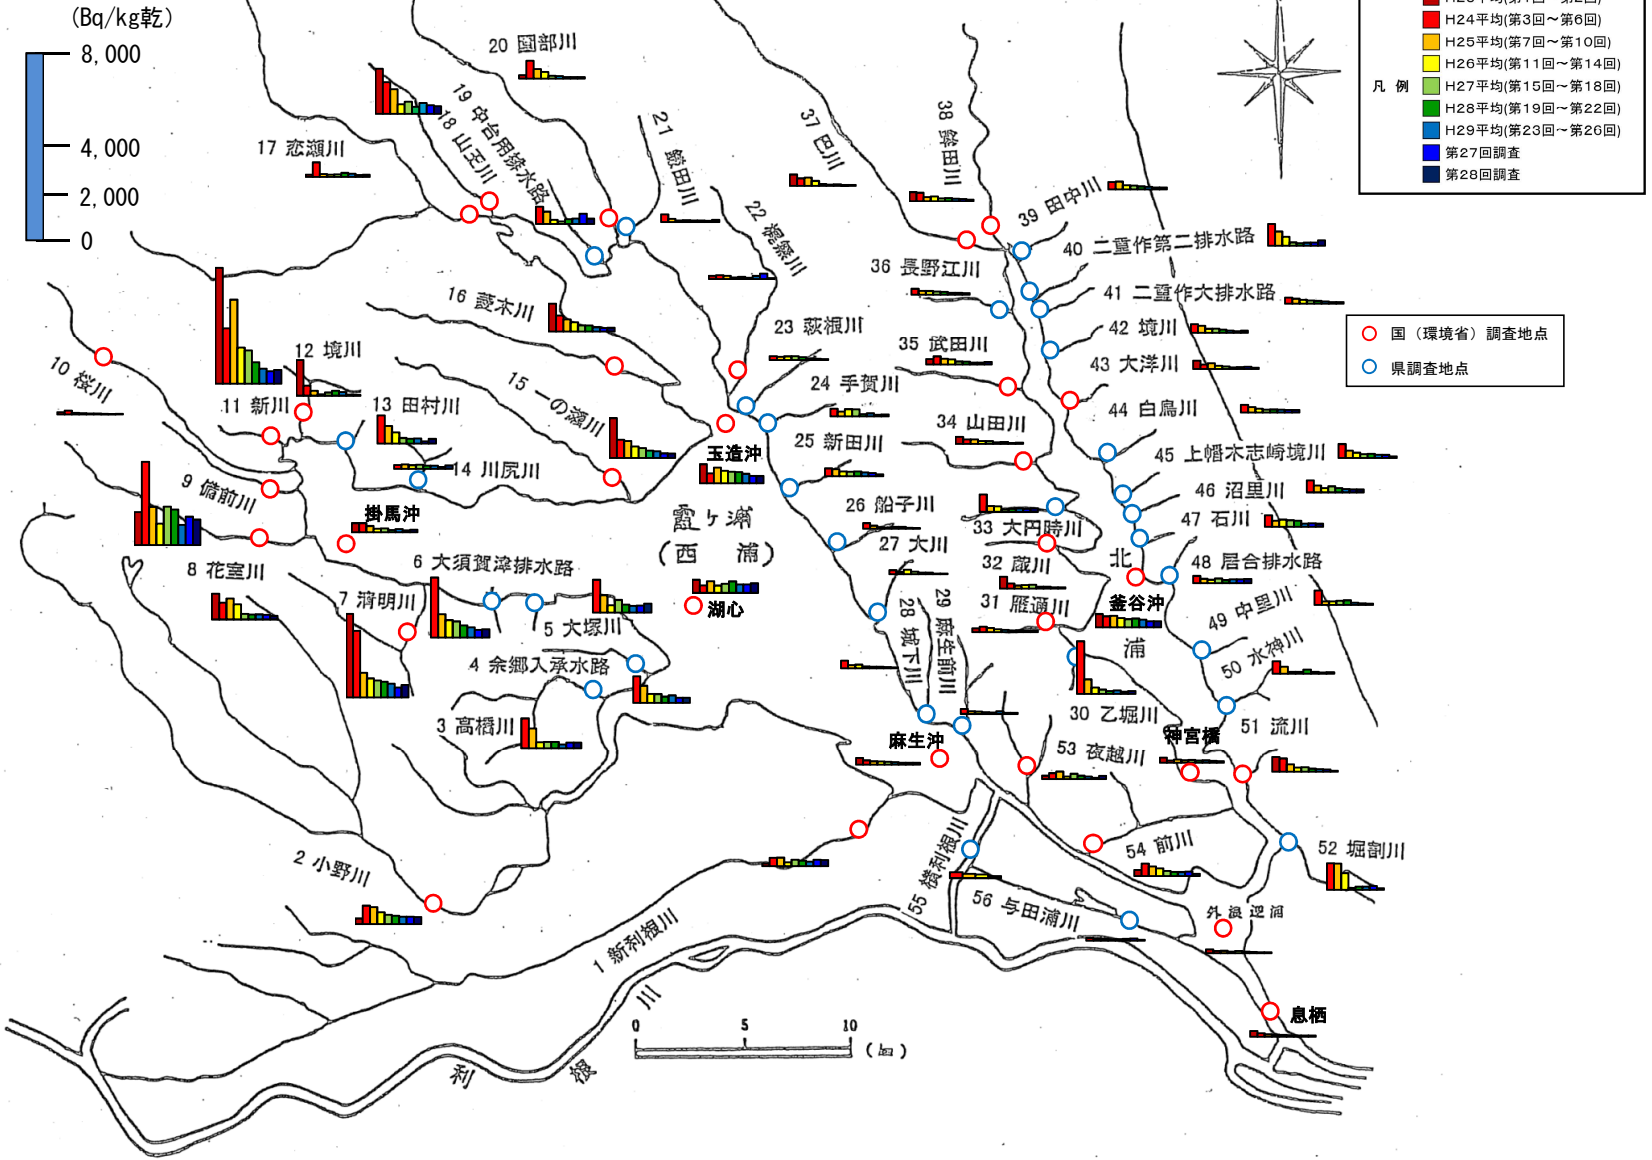 (Bq/kg乾)
8,000
4,000
2,000
0
H24平均(第3回～第6回)
H25平均(第7回～第10回)
H26平均(第11回～第14回)
H27平均(第15回～第18回)
H28平均(第19回～第22回)
H29平均(第23回～第26回)
第27回調査
第28回調査
凡 例
国（環境省）調査地点
県調査地点
20 園部川
19 中台用排水路
18 山王川
17 恋瀬川
21 鏡田川
22 梶無川
37 巴川
38 鉾田川
39 田中川
40 二重作第二排水路
36 長野江川
41 二重作大排水路
16 菱木川
23 萩根川
42 境川
35 武田川
43 大洋川
10 桜川
12 境川
11 新川
13 田村川
15 一の瀬川
24 手賀川
44 白鳥川
34 山田川
14 川尻川
玉造沖
25 新田川
45 上幡木志崎境川
9 備前川
掛馬沖
霞ヶ浦
(西 浦)
26 船子川
46 沼里川
33 大円時川
47 石川
27 大川
8 花室川
6 大須賀津排水路
32 蔵川
北
48 居合排水路
7 清明川
湖心
28 城下川
29 麻生前川
31 雁通川
釜谷沖
5 大塚川
浦
49 中里川
4 余郷入承水路
50 水神川
3 高橋川
30 乙堀川
麻生沖
神宮橋
51 流川
53 夜越川
2 小野川
54 前川
52 堀割川
55 横利根川
56 与田浦川
外浪逆浦
1 新利根川
息栖
0
5
10
利
根
川